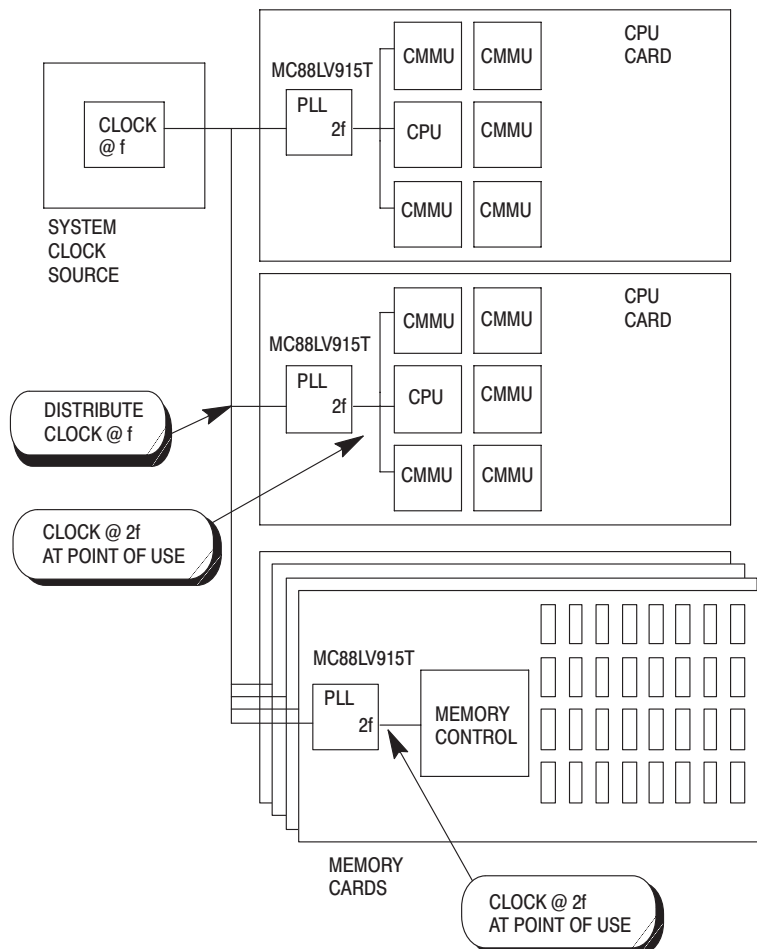 CPU
CARD
MC88LV915T
CMMU
CMMU
CLOCK
@ f
PLL
2f
CPU
CMMU
CMMU
CMMU
SYSTEM
CLOCK
SOURCE
CPU
CARD
MC88LV915T
CMMU
CMMU
PLL
2f
CPU
CMMU
CMMU
CMMU
DISTRIBUTE
CLOCK @ f
CLOCK @ 2f
AT POINT OF USE
MC88LV915T
PLL
2f
MEMORY
CONTROL
MEMORY
CARDS
CLOCK @ 2f
AT POINT OF USE